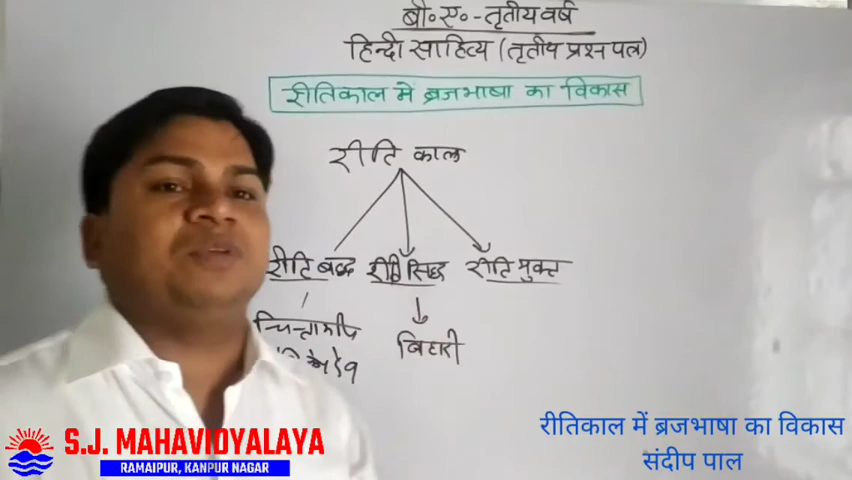 बी॰ ए॰ - तृतीय वर्ष
हिन्दी साहित्य (तृतीय प्रश्न पत्र)
रीतिकाल में ब्रजभाषा का विकास
रीति काल
रीति बद्ध रीति सिद्ध रीति मुक्त
बिहारी
रीतिकाल में ब्रजभाषा का विकास
संदीप पाल
S.J. MAHAVIDYALAYA
RAMAIPUR, KANPUR NAGAR